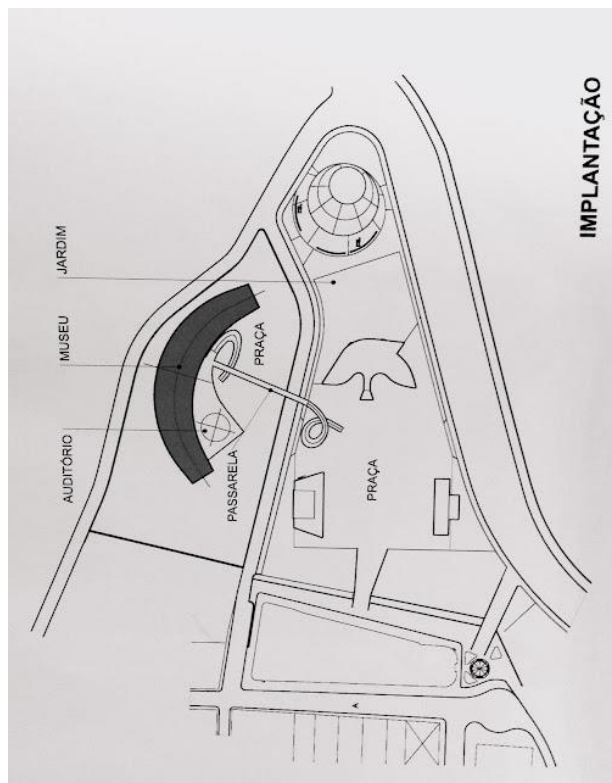 IMPLANTAÇÃO
JARDIM
MUSEU
AUDITÓRIO
PRAÇA
PASSARELA
PRAÇA
A